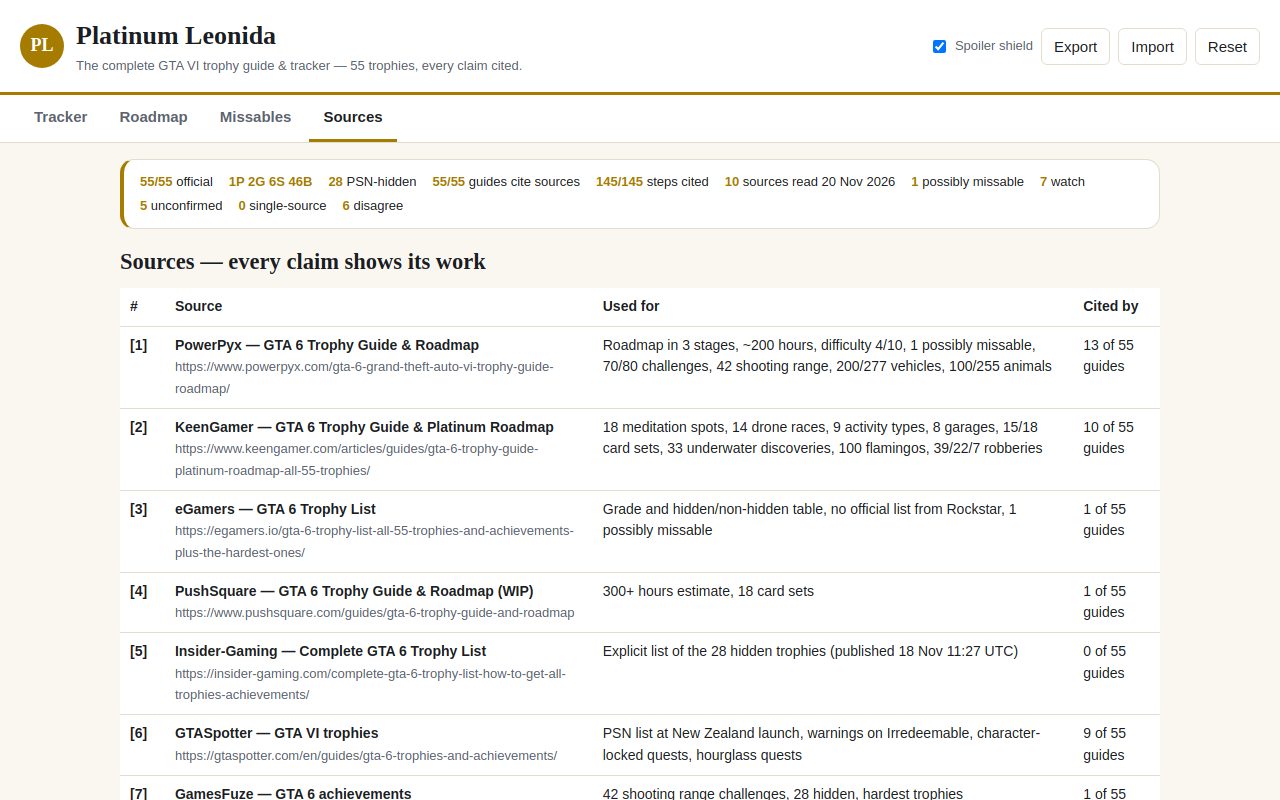 PL
Platinum Leonida
The complete GTA VI trophy guide & tracker — 55 trophies, every claim cited.
Spoiler shield
Export
Import
Reset
Tracker
Roadmap
Missables
Sources
55/55 official 1P 2G 6S 46B 28 PSN-hidden 55/55 guides cite sources 145/145 steps cited 10 sources read 20 Nov 2026 1 possibly missable 7 watch
5 unconfirmed 0 single-source 6 disagree
Sources — every claim shows its work
# Source Used for Cited by
[1] PowerPyx — GTA 6 Trophy Guide & Roadmap
https://www.powerpyx.com/gta-6-grand-theft-auto-vi-trophy-guide-
roadmap/
Roadmap in 3 stages, ~200 hours, difficulty 4/10, 1 possibly missable,
70/80 challenges, 42 shooting range, 200/277 vehicles, 100/255 animals
13 of 55
guides
[2] KeenGamer — GTA 6 Trophy Guide & Platinum Roadmap
https://www.keengamer.com/articles/guides/gta-6-trophy-guide-
platinum-roadmap-all-55-trophies/
18 meditation spots, 14 drone races, 9 activity types, 8 garages, 15/18
card sets, 33 underwater discoveries, 100 flamingos, 39/22/7 robberies
10 of 55
guides
[3] eGamers — GTA 6 Trophy List
https://egamers.io/gta-6-trophy-list-all-55-trophies-and-achievements-
plus-the-hardest-ones/
Grade and hidden/non-hidden table, no official list from Rockstar, 1
possibly missable
1 of 55
guides
[4] PushSquare — GTA 6 Trophy Guide & Roadmap (WIP)
https://www.pushsquare.com/guides/gta-6-trophy-guide-and-roadmap
300+ hours estimate, 18 card sets
1 of 55
guides
[5] Insider-Gaming — Complete GTA 6 Trophy List
https://insider-gaming.com/complete-gta-6-trophy-list-how-to-get-all-
trophies-achievements/
Explicit list of the 28 hidden trophies (published 18 Nov 11:27 UTC)
0 of 55
guides
[6] GTASpotter — GTA VI trophies
https://gtaspotter.com/en/guides/gta-6-trophies-and-achievements/
PSN list at New Zealand launch, warnings on Irredeemable, character-
locked quests, hourglass quests
9 of 55
guides
[7] GamesFuze — GTA 6 achievements
42 shooting range challenges, 28 hidden, hardest trophies
1 of 55